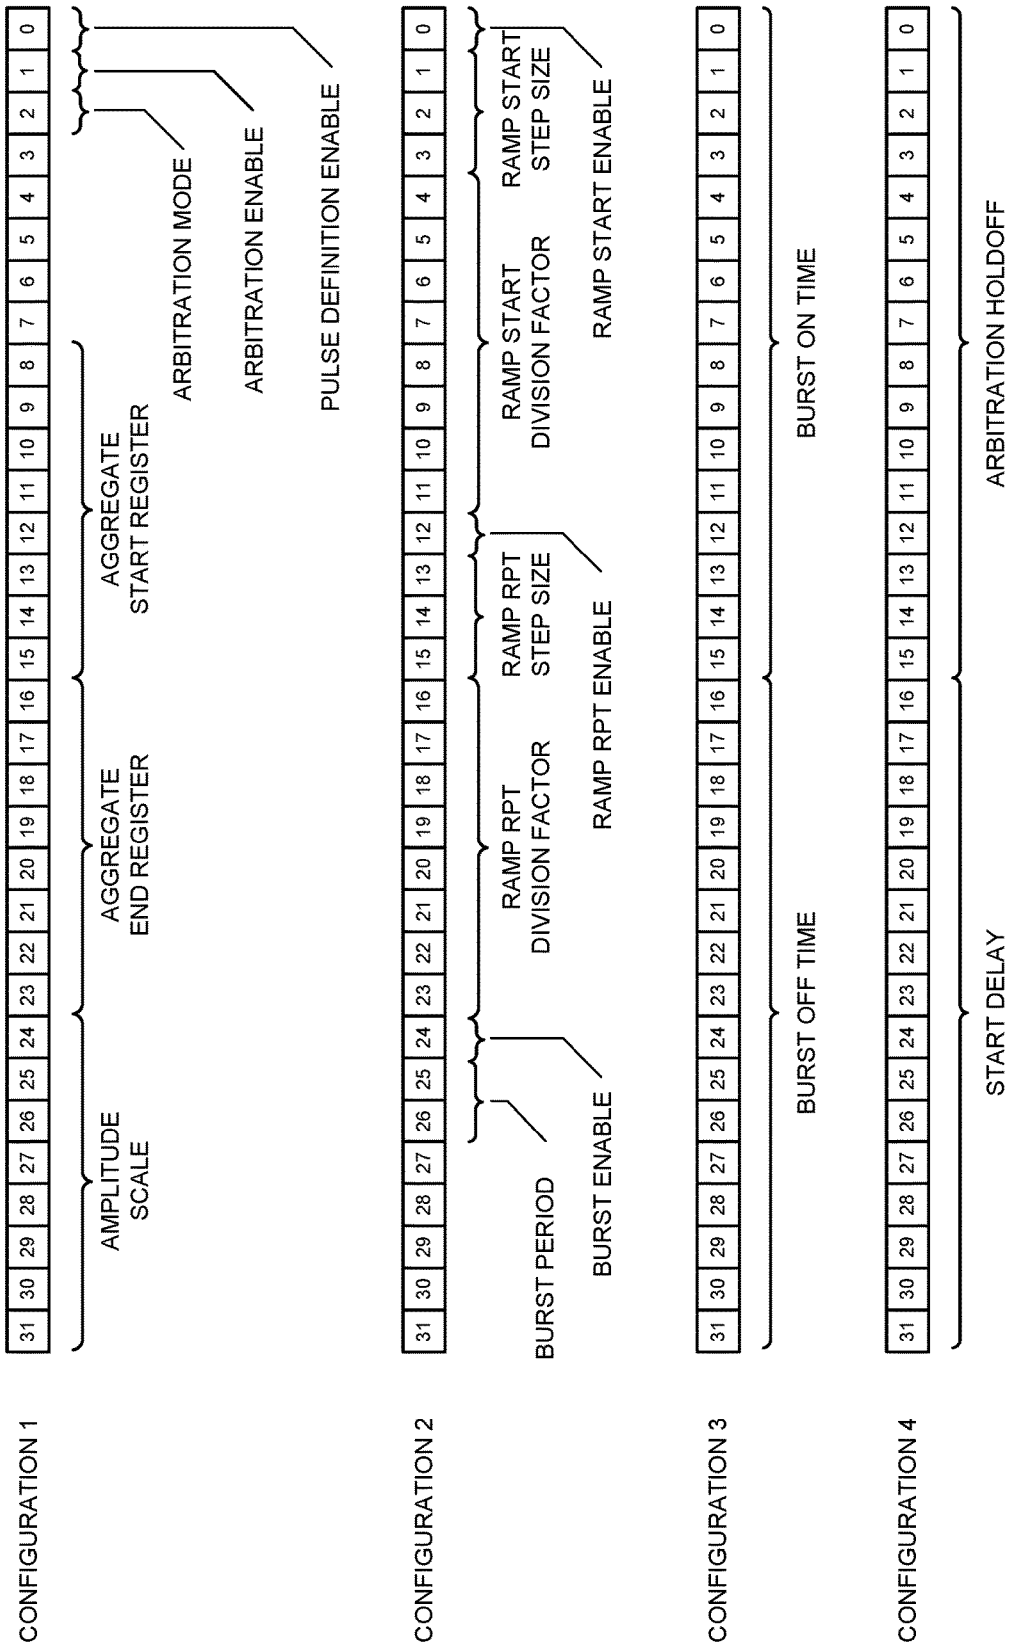 CONFIGURATION 1
31 30 29 28 27 26 25 24 23 22 21 20 19 18 17 16 15 14 13 12 11 10 9 8 7 6 5 4 3 2 1 0
AMPLITUDE
SCALE
AGGREGATE
END REGISTER
AGGREGATE
START REGISTER
ARBITRATION MODE
ARBITRATION ENABLE
PULSE DEFINITION ENABLE
CONFIGURATION 2
31 30 29 28 27 26 25 24 23 22 21 20 19 18 17 16 15 14 13 12 11 10 9 8 7 6 5 4 3 2 1 0
BURST PERIOD
BURST ENABLE
RAMP RPT
DIVISION FACTOR
RAMP RPT
STEP SIZE
RAMP RPT ENABLE
RAMP START
DIVISION FACTOR
RAMP START
STEP SIZE
RAMP START ENABLE
CONFIGURATION 3
31 30 29 28 27 26 25 24 23 22 21 20 19 18 17 16 15 14 13 12 11 10 9 8 7 6 5 4 3 2 1 0
BURST OFF TIME
BURST ON TIME
CONFIGURATION 4
31 30 29 28 27 26 25 24 23 22 21 20 19 18 17 16 15 14 13 12 11 10 9 8 7 6 5 4 3 2 1 0
START DELAY
ARBITRATION HOLDOFF